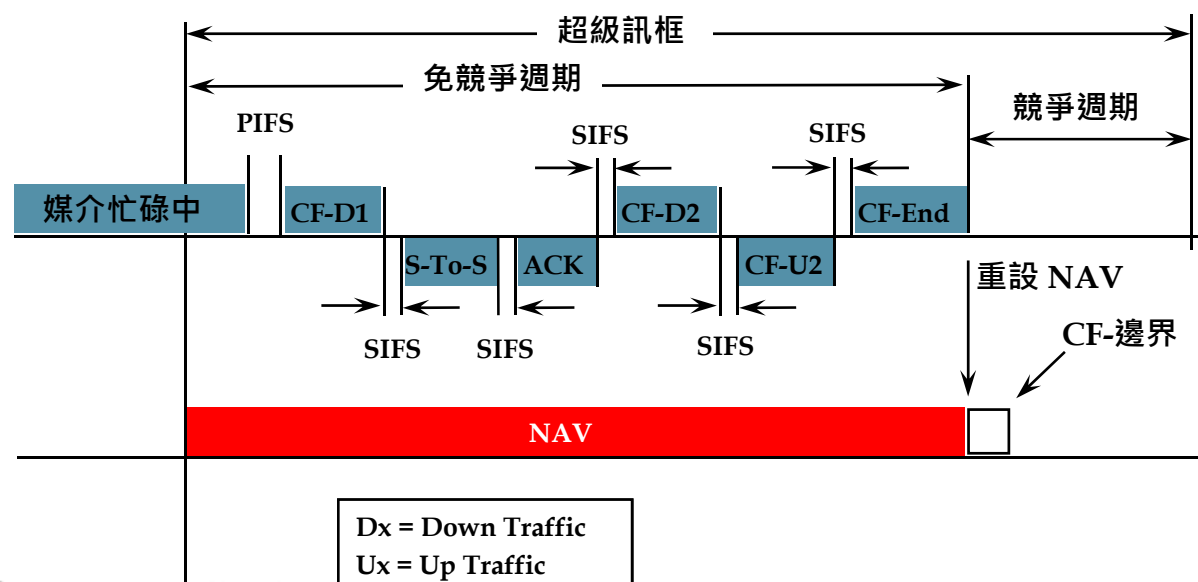 超級訊框
免競爭週期
競爭週期
PIFS
SIFS
SIFS
媒介忙碌中
CF-D1
CF-D2
CF-End
S-To-S
ACK
CF-U2
重設 NAV
SIFS
SIFS
SIFS
CF-邊界
NAV
Dx = Down Traffic
Ux = Up Traffic